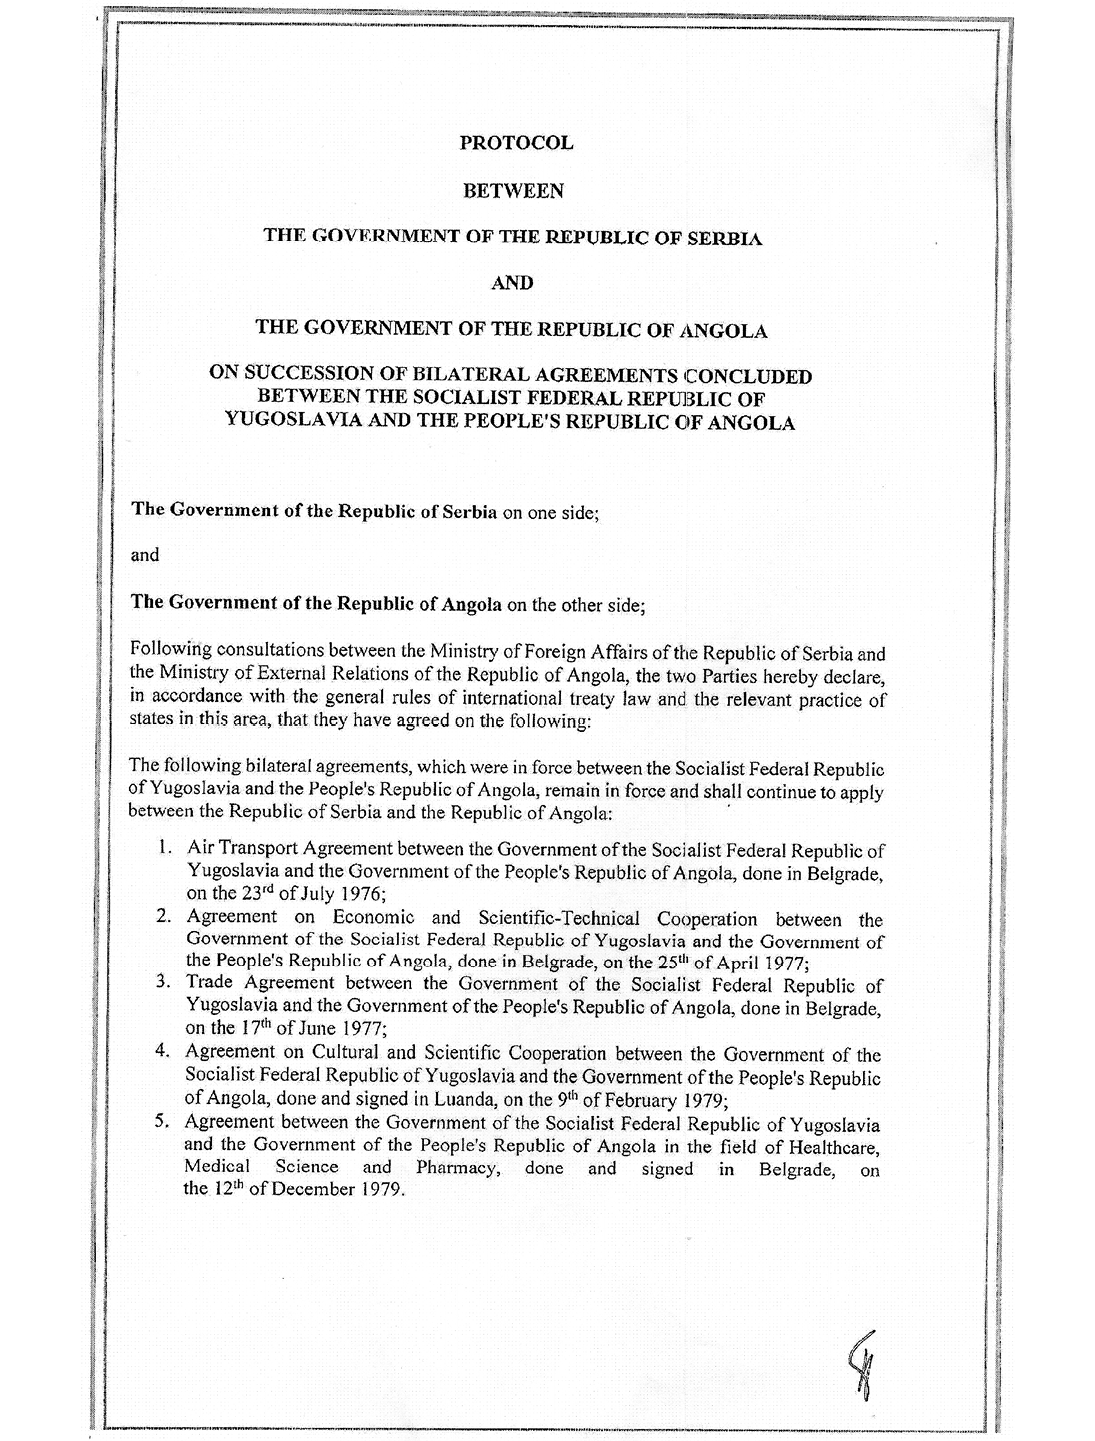 PROTOCOL
BETWEEN
THE GOVERNMENT OF THE REPUBLIC OF SERBIA
AND
THE GOVERNMENT OF THE REPUBLIC OF ANGOLA
ON SUCCESSION OF BILATERAL AGREEMENTS CONCLUDED
BETWEEN THE SOCIALIST FEDERAL REPUBLIC OF
YUGOSLAVIA AND THE PEOPLE'S REPUBLIC OF ANGOLA
The Government of the Republic of Serbia on one side;
and
The Government of the Republic of Angola on the other side;
Following consultations between the Ministry of Foreign Affairs of the Republic of Serbia and
the Ministry of External Relations of the Republic of Angola, the two Parties hereby declare,
in accordance with the general rules of international treaty law and the relevant practice of
states in this area, that they have agreed on the following:
The following bilateral agreements, which were in force between the Socialist Federal Republic
of Yugoslavia and the People's Republic of Angola, remain in force and shall continue to apply
between the Republic of Serbia and the Republic of Angola:
1. Air Transport Agreement between the Government of the Socialist Federal Republic of
Yugoslavia and the Government of the People's Republic of Angola, done in Belgrade,
on the 23rd of July 1976;
2. Agreement on Economic and Scientific-Technical Cooperation between the
Government of the Socialist Federal Republic of Yugoslavia and the Government of
the People's Republic of Angola, done in Belgrade, on the 25th of April 1977;
3. Trade Agreement between the Government of the Socialist Federal Republic of
Yugoslavia and the Government of the People's Republic of Angola, done in Belgrade,
on the 17th of June 1977;
4. Agreement on Cultural and Scientific Cooperation between the Government of the
Socialist Federal Republic of Yugoslavia and the Government of the People's Republic
of Angola, done and signed in Luanda, on the 9th of February 1979;
5. Agreement between the Government of the Socialist Federal Republic of Yugoslavia
and the Government of the People's Republic of Angola in the field of Healthcare,
Medical Science and Pharmacy, done and signed in Belgrade, on
the 12th of December 1979.